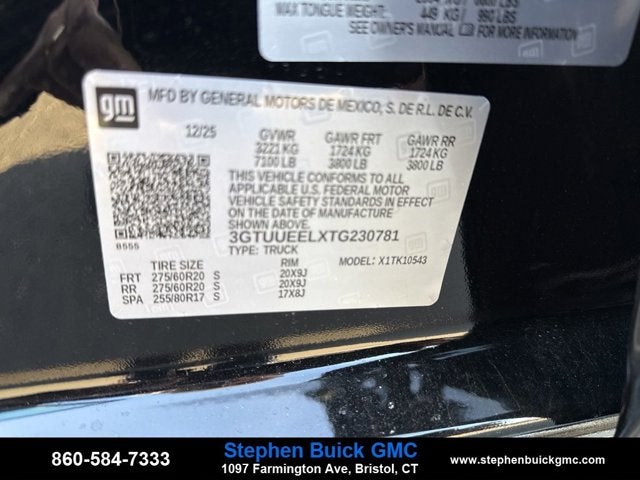 MAX TONGUE WEIGHT: 449 KG / 990 LBS
SEE OWNER'S MANUAL FOR MORE INFORMATION
gm
MFD BY GENERAL MOTORS DE MEXICO, S. DE R.L. DE C.V.
12/25 GVWR GAWR FRT GAWR RR
3221 KG 1724 KG 1724 KG
7100 LB 3800 LB 3800 LB
THIS VEHICLE CONFORMS TO ALL
APPLICABLE U.S. FEDERAL MOTOR
VEHICLE SAFETY STANDARDS IN EFFECT
ON THE DATE OF MANUFACTURE
SHOWN ABOVE.
3GTUUEELXTG230781
8555 TYPE: TRUCK MODEL: X1TK10543
TIRE SIZE RIM
FRT 275/60R20 S 20X9J
RR 275/60R20 S 20X9J
SPA 255/80R17 S 17X8J
860-584-7333
Stephen Buick GMC
1097 Farmington Ave, Bristol, CT
www.stephenbuickgmc.com